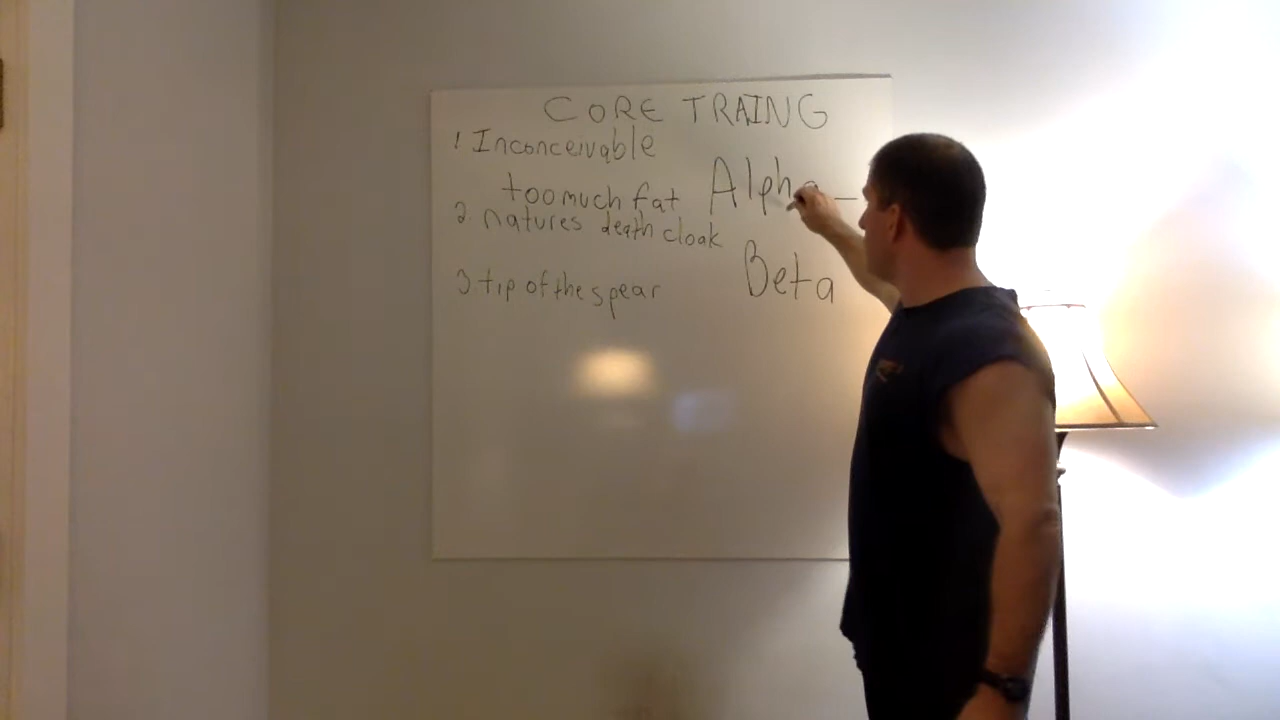 CORE TRAING
1 Inconceivable
too much fat
2 natures death cloak
3 tip of the spear
Alpha
Beta